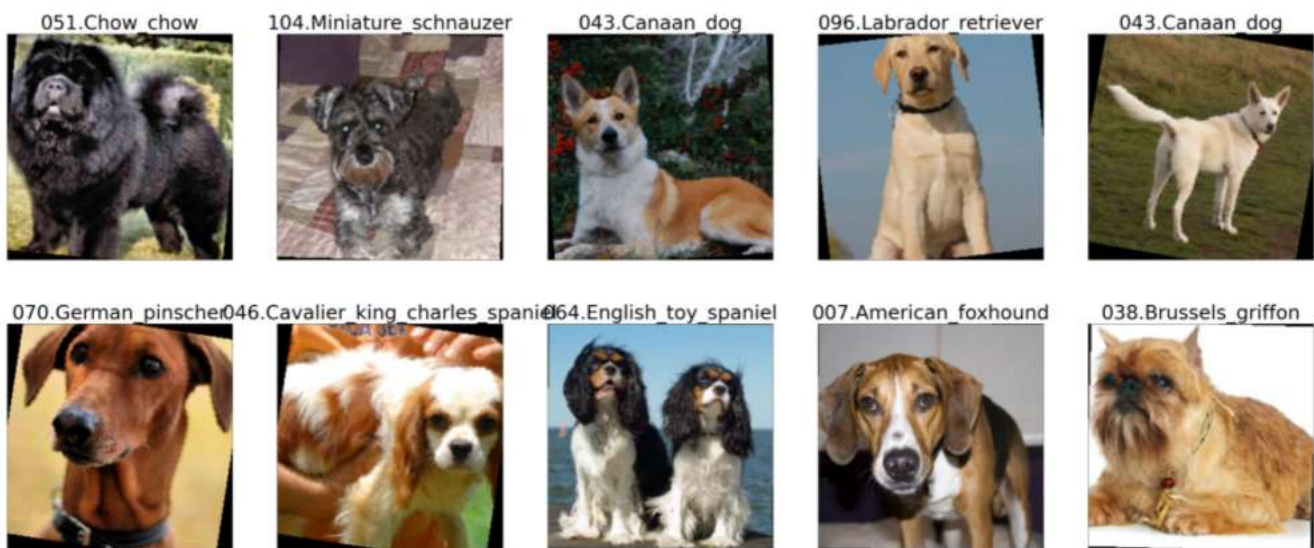 051.Chow_chow
104.Miniature_schnauzer
043.Canaan_dog
096.Labrador_retriever
043.Canaan_dog
070.German_pinscher
046.Cavalier_king_charles_spaniel
064.English_toy_spaniel
007.American_foxhound
038.Brussels_griffon